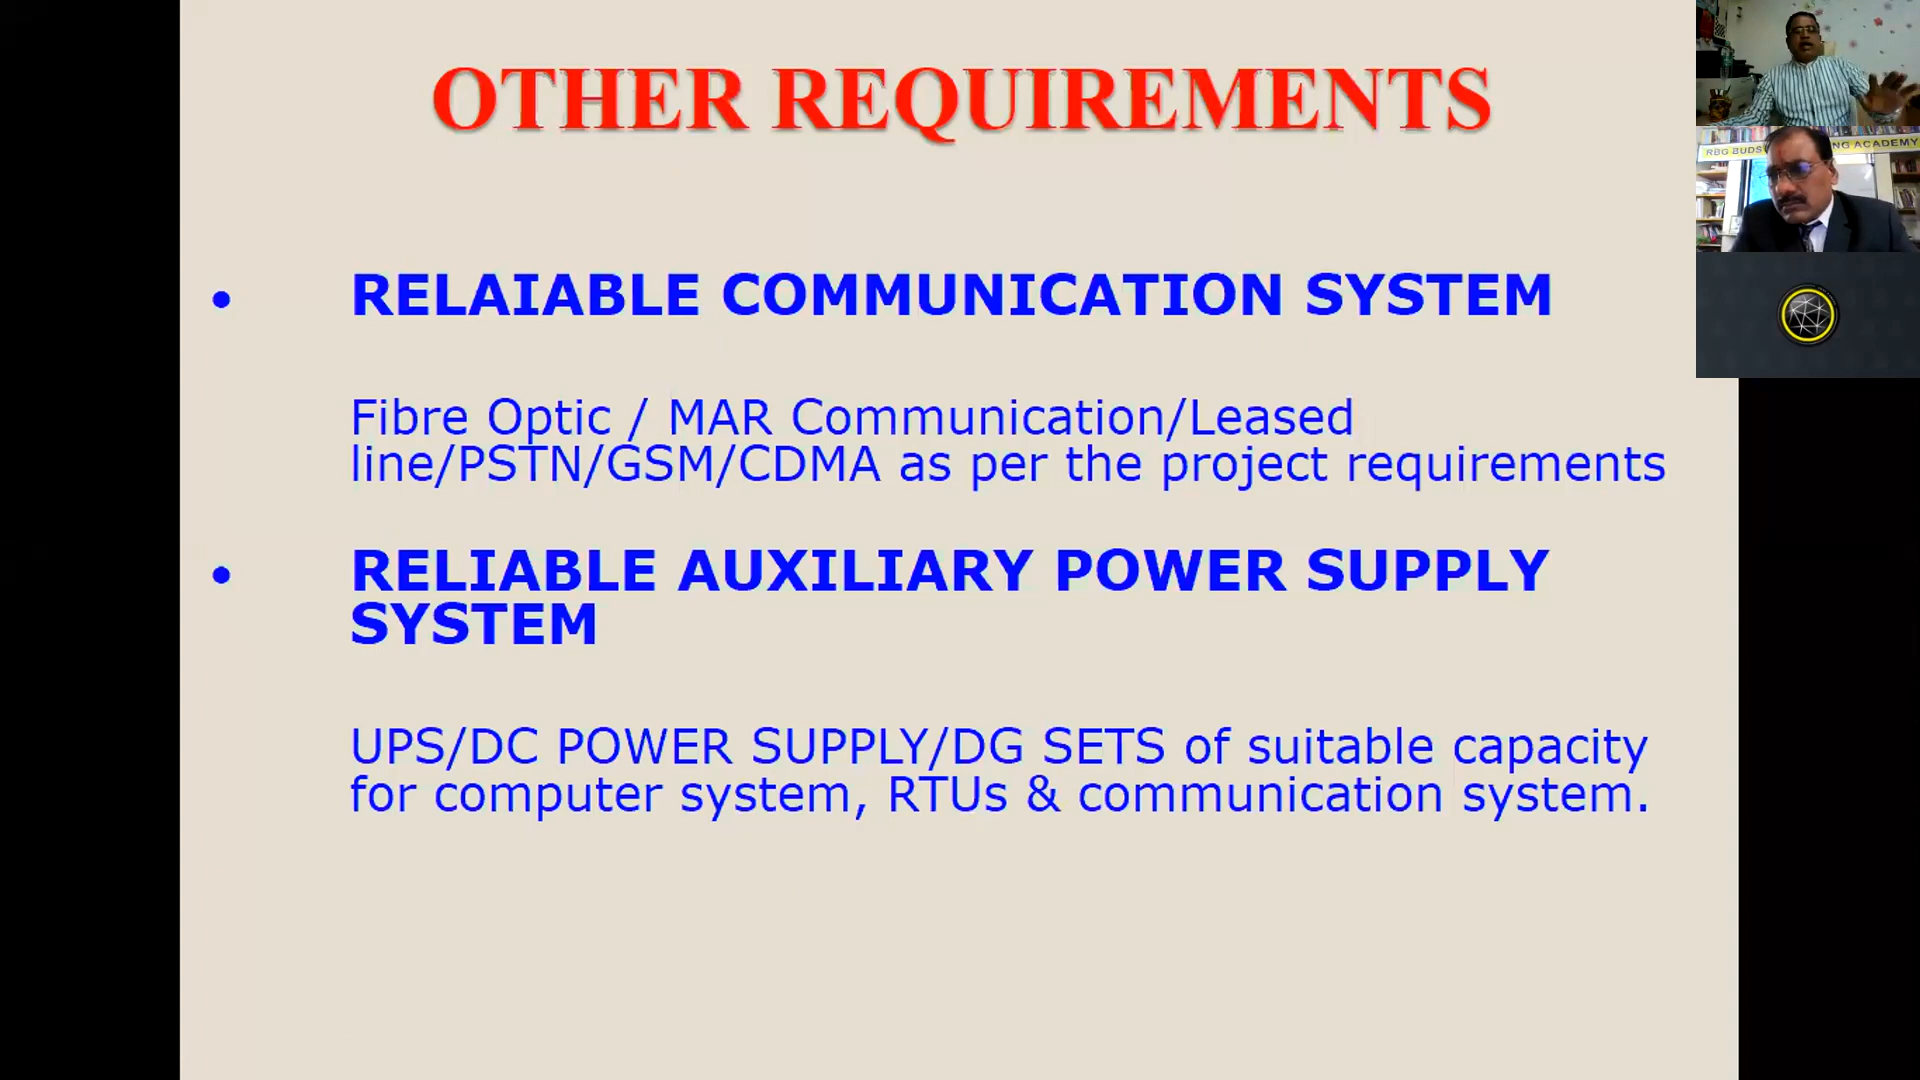 OTHER REQUIREMENTS
• RELAIABLE COMMUNICATION SYSTEM
Fibre Optic / MAR Communication/Leased
line/PSTN/GSM/CDMA as per the project requirements
• RELIABLE AUXILIARY POWER SUPPLY
SYSTEM
UPS/DC POWER SUPPLY/DG SETS of suitable capacity
for computer system, RTUs & communication system.
RBG BUDS NG ACADEMY